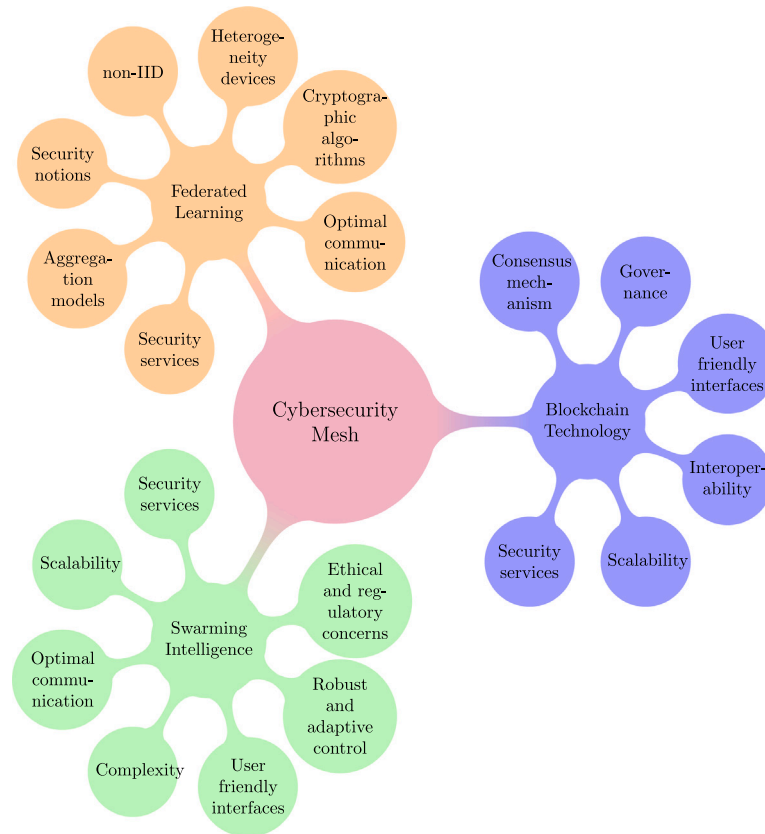 Heteroge-
neity
devices
non-IID
Cryptogra-
phic
algo-
rithms
Security
notions
Federated
Learning
Optimal
commu-
nication
Aggrega-
tion
models
Security
services
Cybersecurity
Mesh
Consensus
mech-
anism
Gover-
nance
User
friendly
interfaces
Blockchain
Technology
Interoper-
ability
Security
services
Scalability
Security
services
Scalability
Ethical
and reg-
ulatory
concerns
Swarming
Intelligence
Optimal
commu-
nication
Robust
and
adaptive
control
Complexity
User
friendly
interfaces